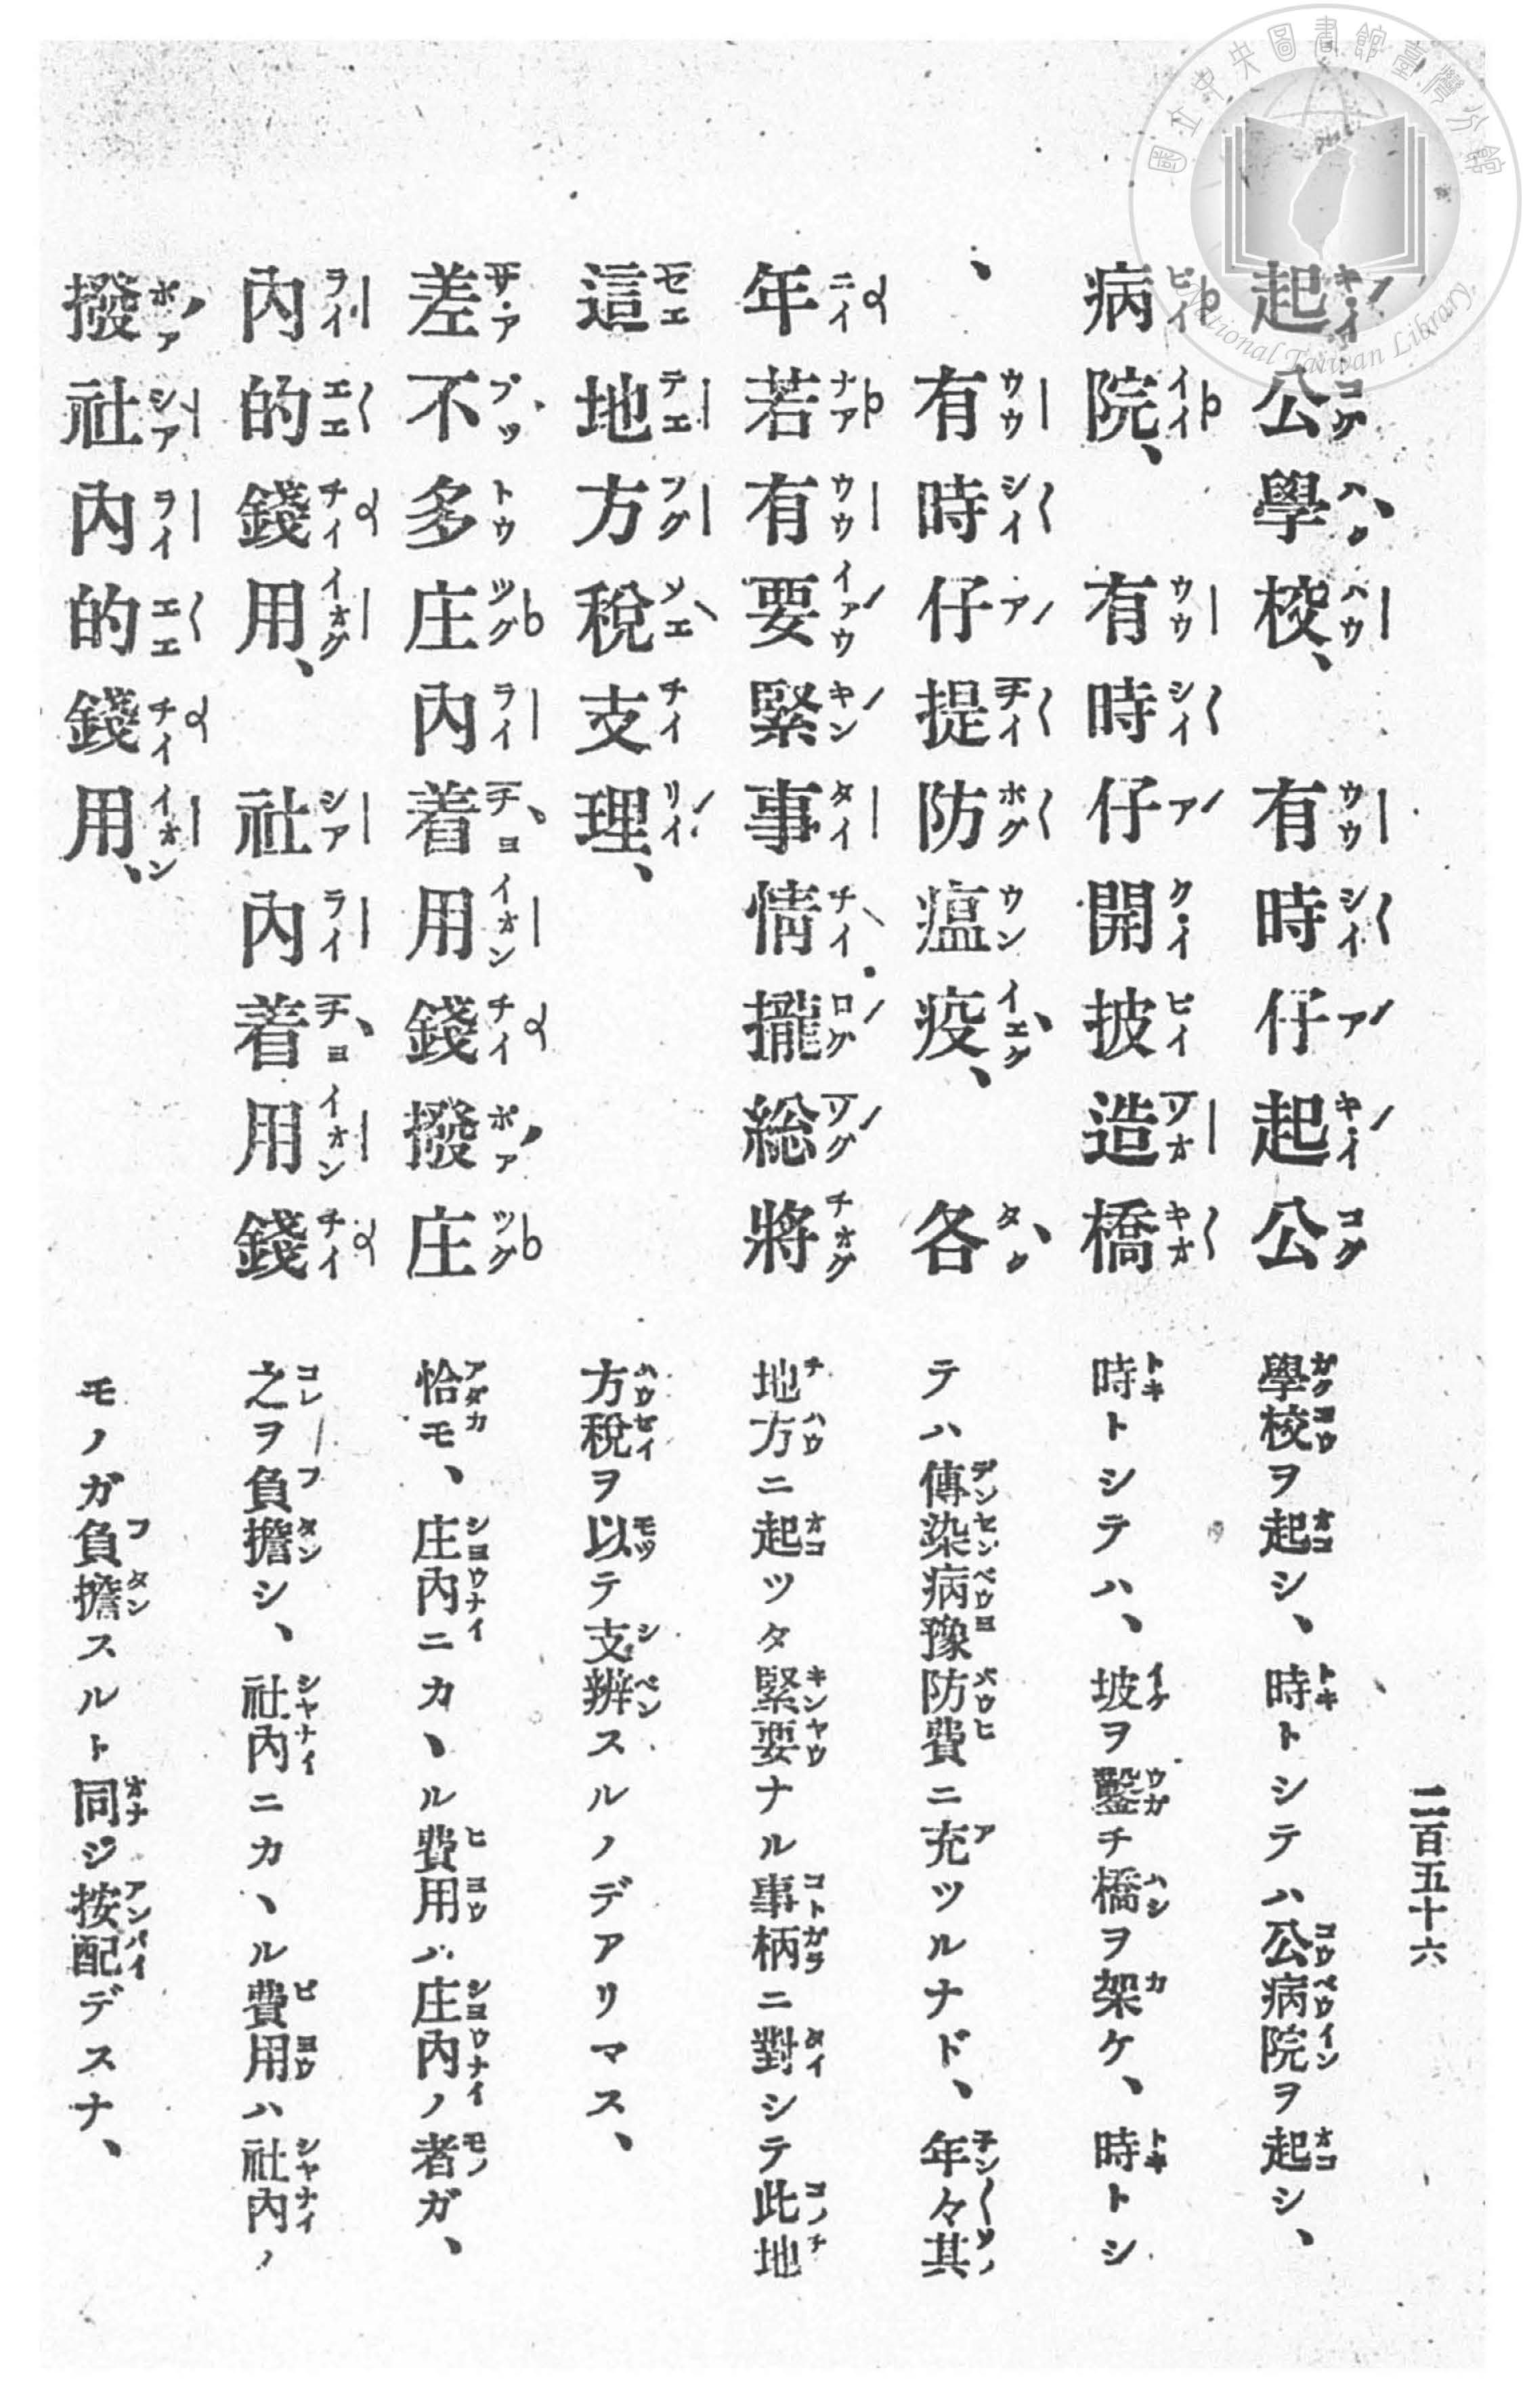 國立中央圖書館臺灣分館
National Taiwan Library
二百五十六
起公學校、有時仔起公
病院、有時仔開披造橋
、有時仔提防瘟疫、各
年若有要緊事情攏総將
這地方稅支理、
差不多庄內着用錢撥庄
內的錢用、社內着用錢
撥社內的錢用、
學校ヲ起シ、時トシテハ公病院ヲ起シ、
時トシテハ、坡ヲ鑿チ橋ヲ架ケ、時トシ
テハ傳染病豫防費ニ充ツルナド、年々其
地方ニ起ツタ緊要ナル事柄ニ對シテ此地
方稅ヲ以テ支辨スルノデアリマス、
恰モ、庄內ニカヽル費用ハ庄內ノ者ガ、
之ヲ負擔シ、社內ニカヽル費用ハ社內ノ
モノガ負擔スルト同ジ按配デスナ、